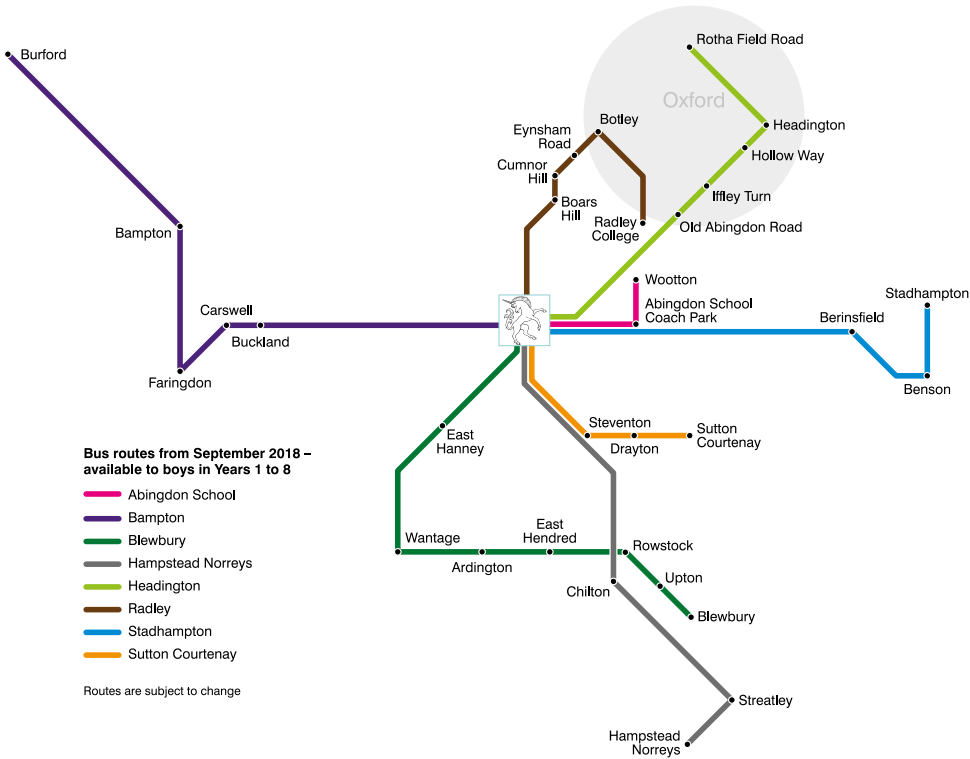 Rotha Field Road
Burford
Oxford
Botley
Headington
Eynsham
Road
Hollow Way
Cumnor
Hill
Iffley Turn
Boars
Hill
Radley
College
Old Abingdon Road
Bampton
Wootton
Stadhampton
Carswell
Abingdon School
Coach Park
Berinsfield
Buckland
Faringdon
Benson
East
Hanney
Steventon
Drayton
Sutton
Courtenay
Bus routes from September 2018 –
available to boys in Years 1 to 8
Abingdon School
Bampton
Blewbury
Hampstead Norreys
Headington
Radley
Stadhampton
Sutton Courtenay
Routes are subject to change
Wantage
Ardington
East
Hendred
Rowstock
Upton
Chilton
Blewbury
Streatley
Hampstead
Norreys